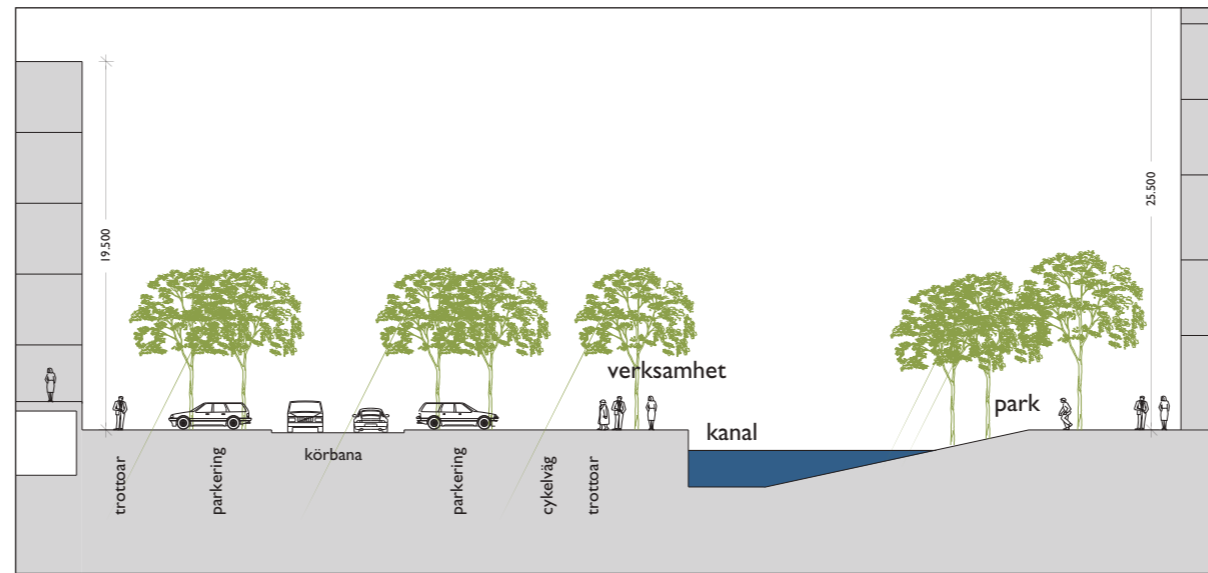 19.500
25.500
verksamhet
park
kanal
körbana
trottoar
parkering
parkering
cykelväg
trottoar